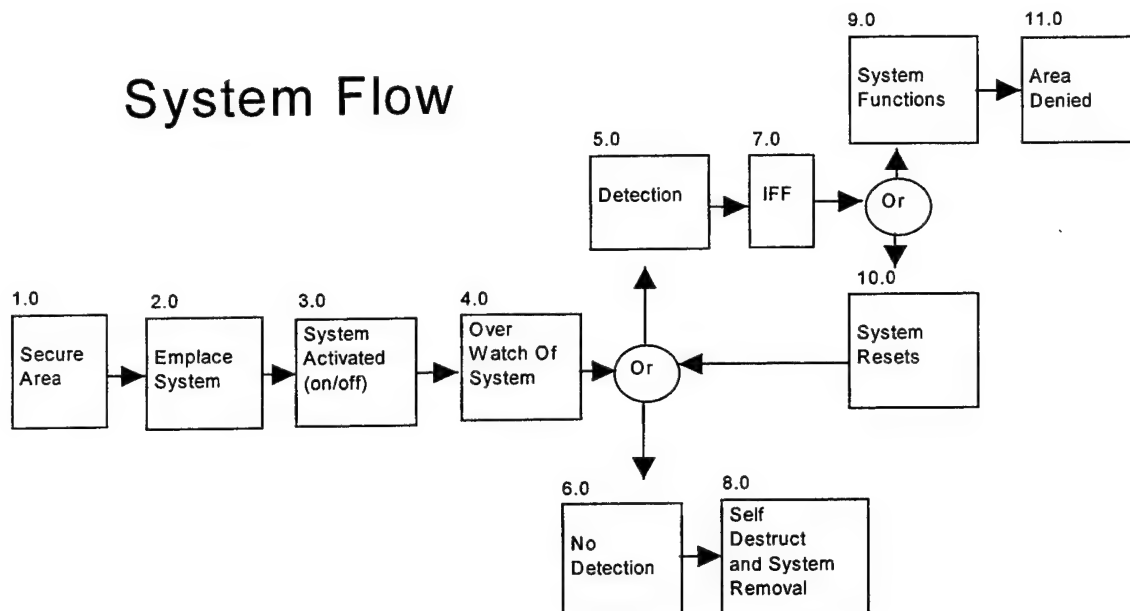 System Flow
1.0
Secure
Area
2.0
Emplace
System
3.0
System
Activated
(on/off)
4.0
Over
Watch Of
System
Or
5.0
Detection
7.0
IFF
Or
9.0
System
Functions
11.0
Area
Denied
10.0
System
Resets
6.0
No
Detection
8.0
Self
Destruct
and System
Removal